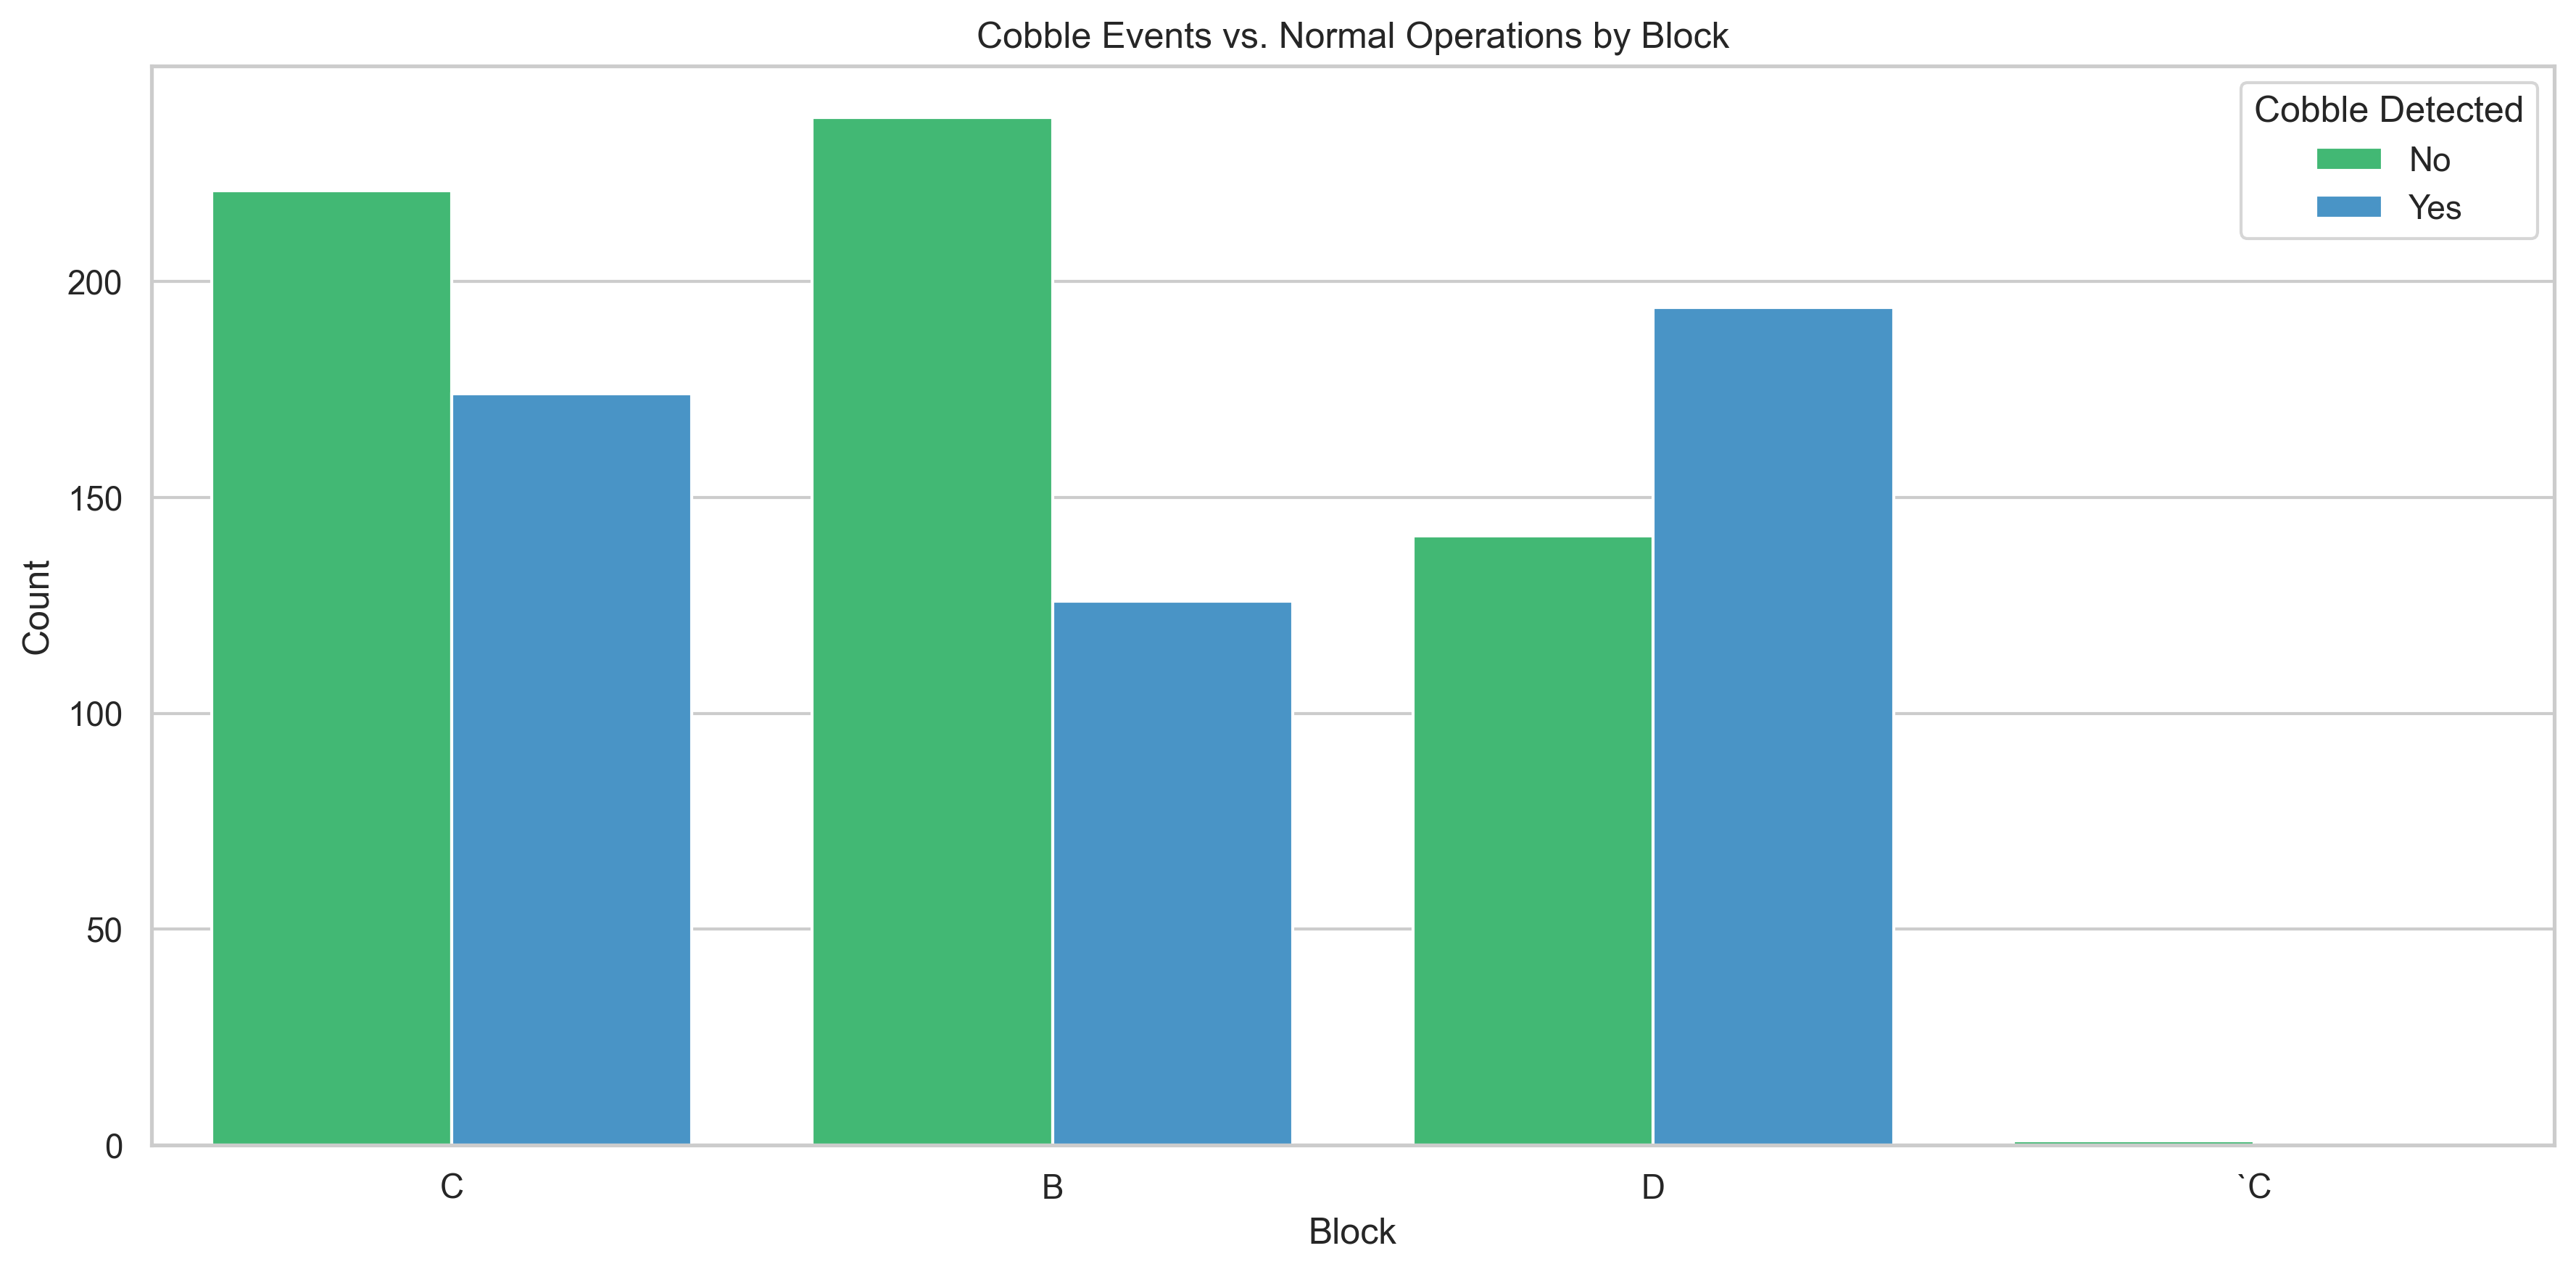 Cobble Events vs. Normal Operations by Block
Cobble Detected
No
Yes
200
150
100
50
0
Count
C
B
D
`C
Block